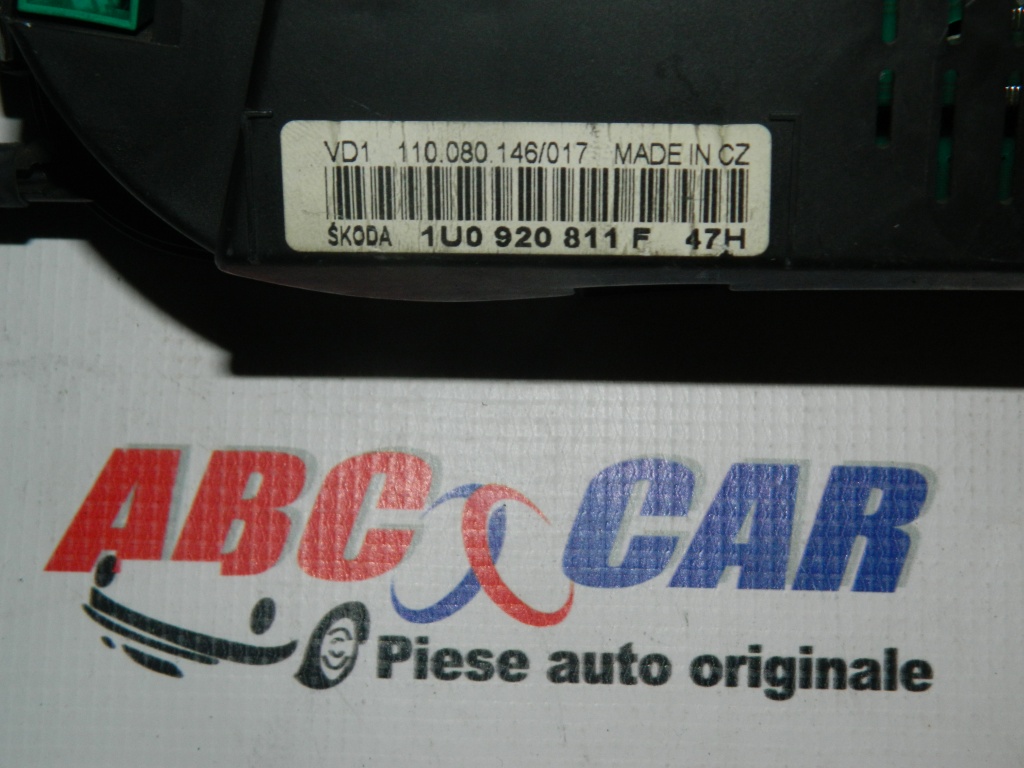 VD1 110.080.146/017 MADE IN CZ
ŠKODA 1U0 920 811 F 47H
ABC CAR
Piese auto originale